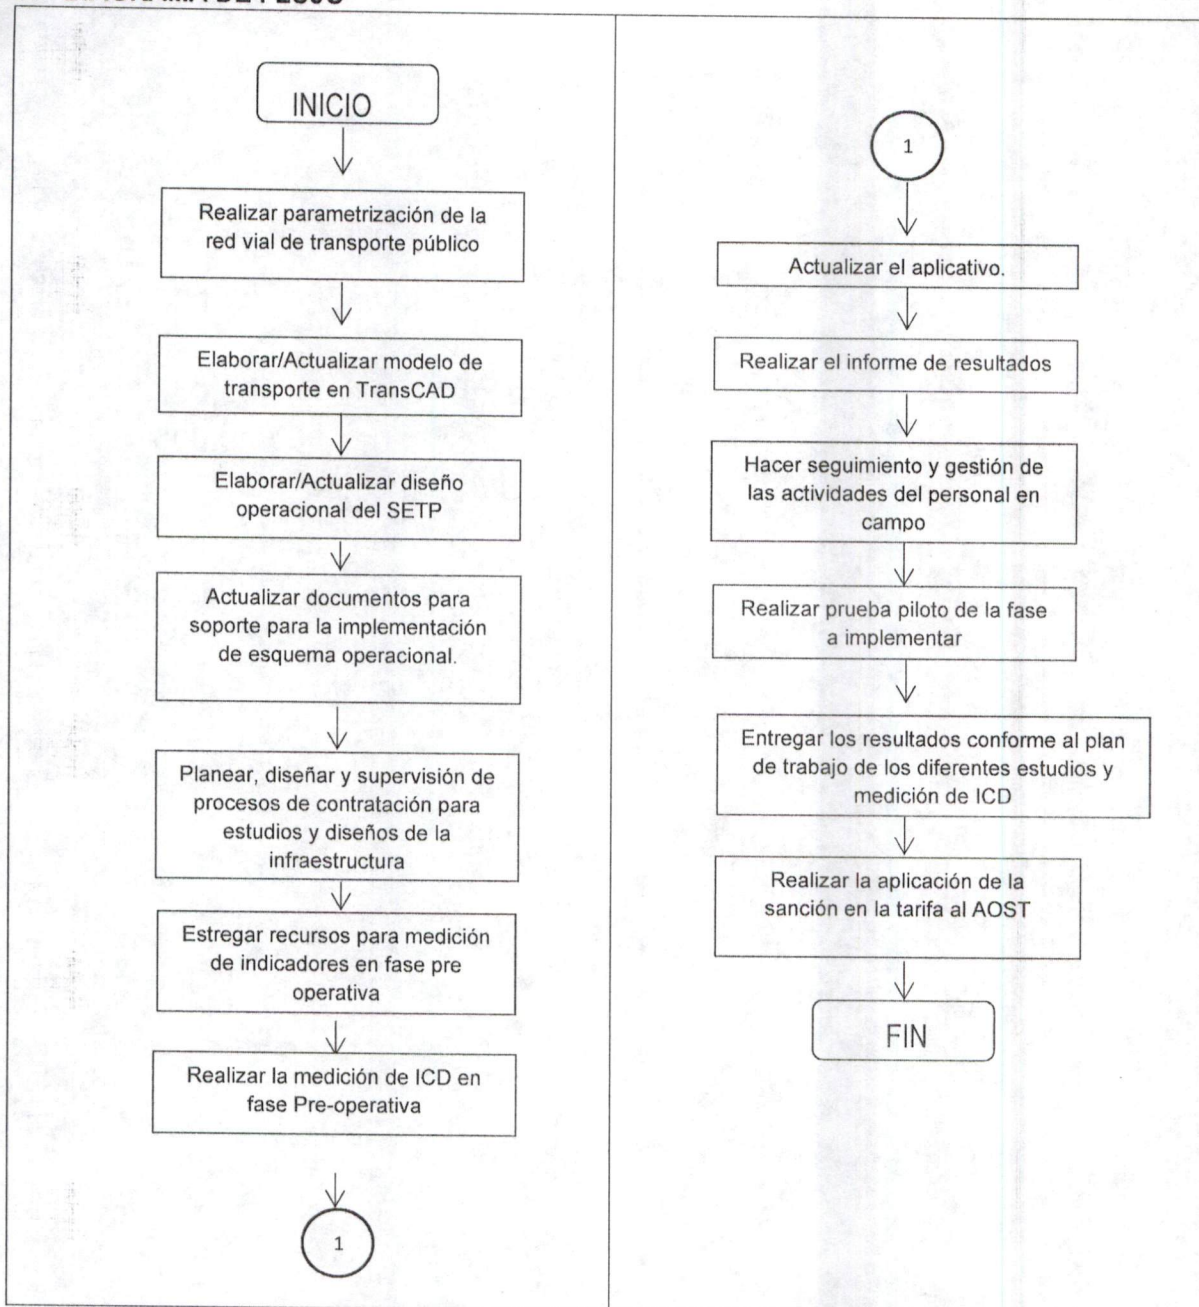 INICIO
Realizar parametrización de la
red vial de transporte público
Elaborar/Actualizar modelo de
transporte en TransCAD
Elaborar/Actualizar diseño
operacional del SETP
Actualizar documentos para
soporte para la implementación
de esquema operacional.
Planear, diseñar y supervisión de
procesos de contratación para
estudios y diseños de la
infraestructura
Estregar recursos para medición
de indicadores en fase pre
operativa
Realizar la medición de ICD en
fase Pre-operativa
1
1
Actualizar el aplicativo.
Realizar el informe de resultados
Hacer seguimiento y gestión de
las actividades del personal en
campo
Realizar prueba piloto de la fase
a implementar
Entregar los resultados conforme al plan
de trabajo de los diferentes estudios y
medición de ICD
Realizar la aplicación de la
sanción en la tarifa al AOST
FIN